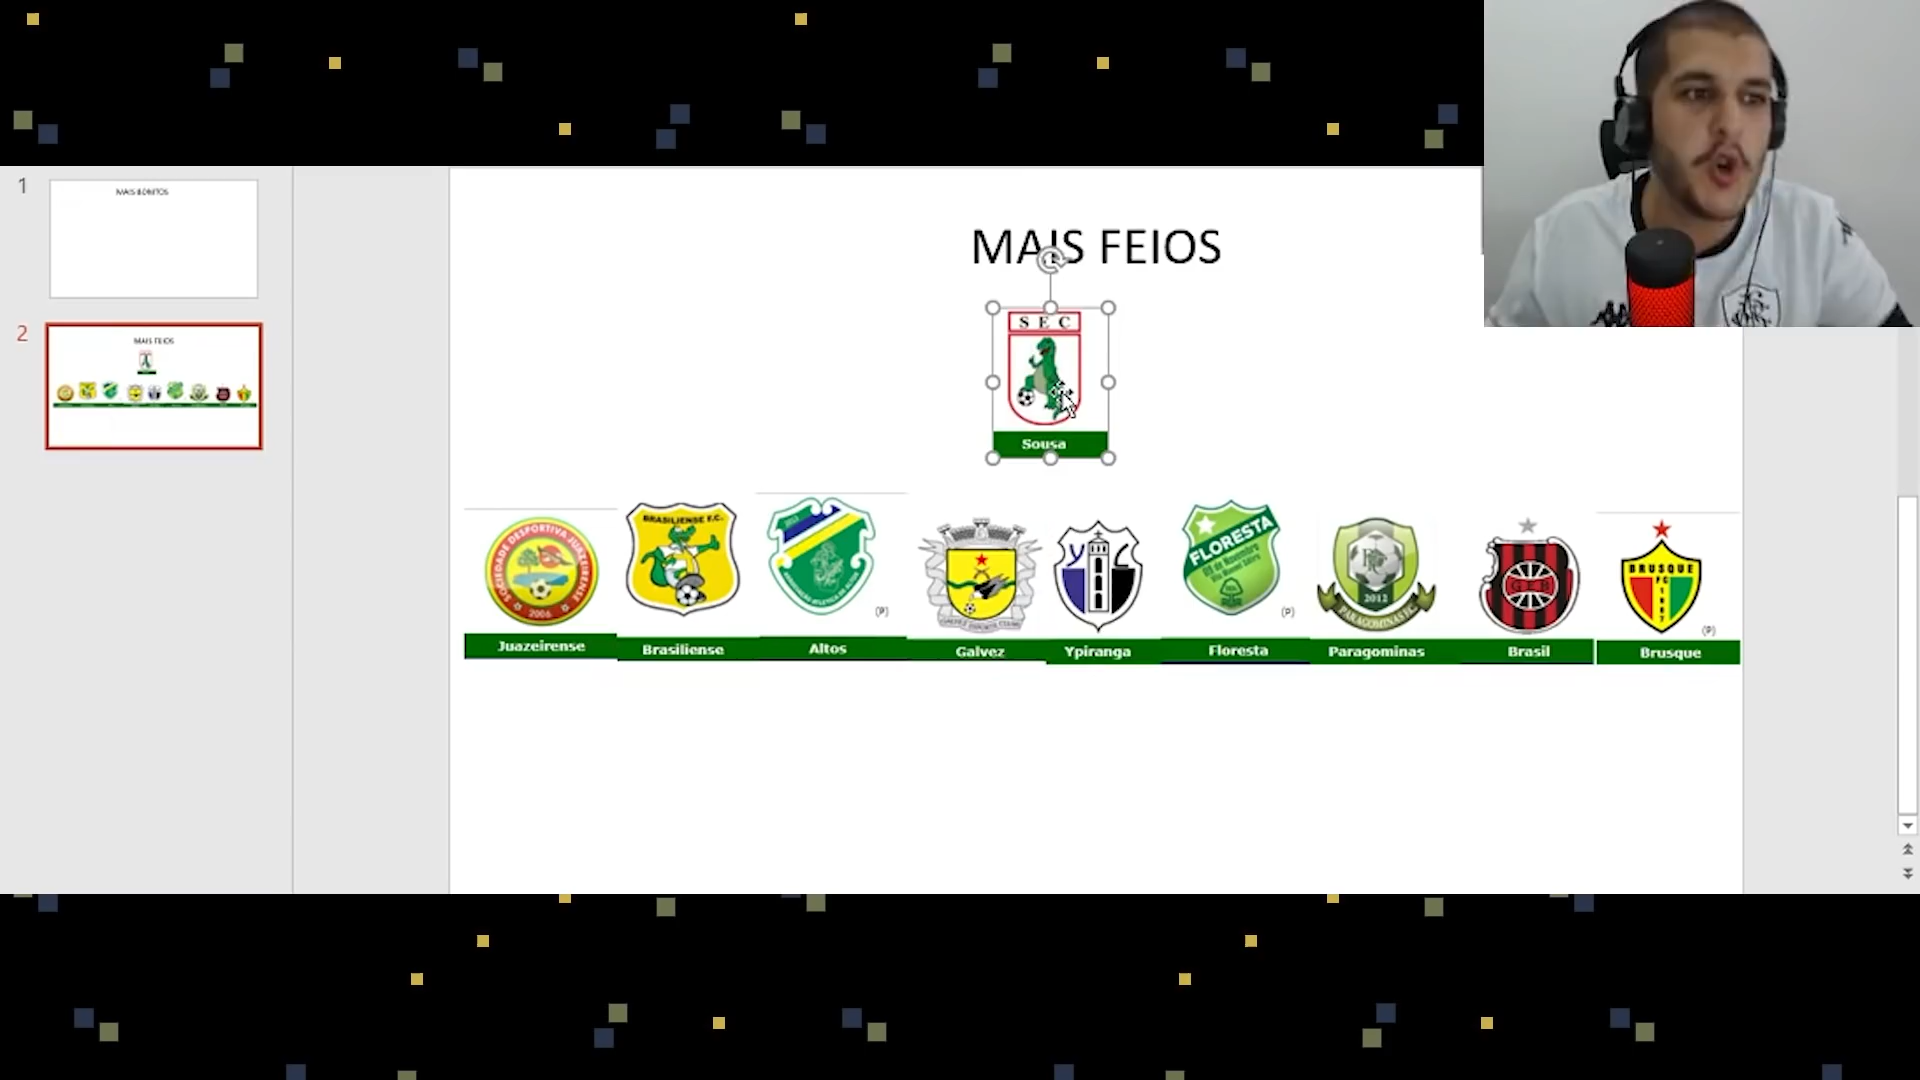 1
MAIS BONITOS
2
MAIS FEIOS
MAIS FEIOS
S E C
Sousa
SOCIEDADE DESPORTIVA JUAZEIRENSE
2006
Juazeirense
BRASILIENSE F.C.
Brasiliense
(P)
Altos
Galvez
Y C
Ypiranga
FLORESTA
(P)
Floresta
2012
PARAGOMINAS F.C.
Paragominas
Brasil
BRUSQUE
FC
(P)
Brusque